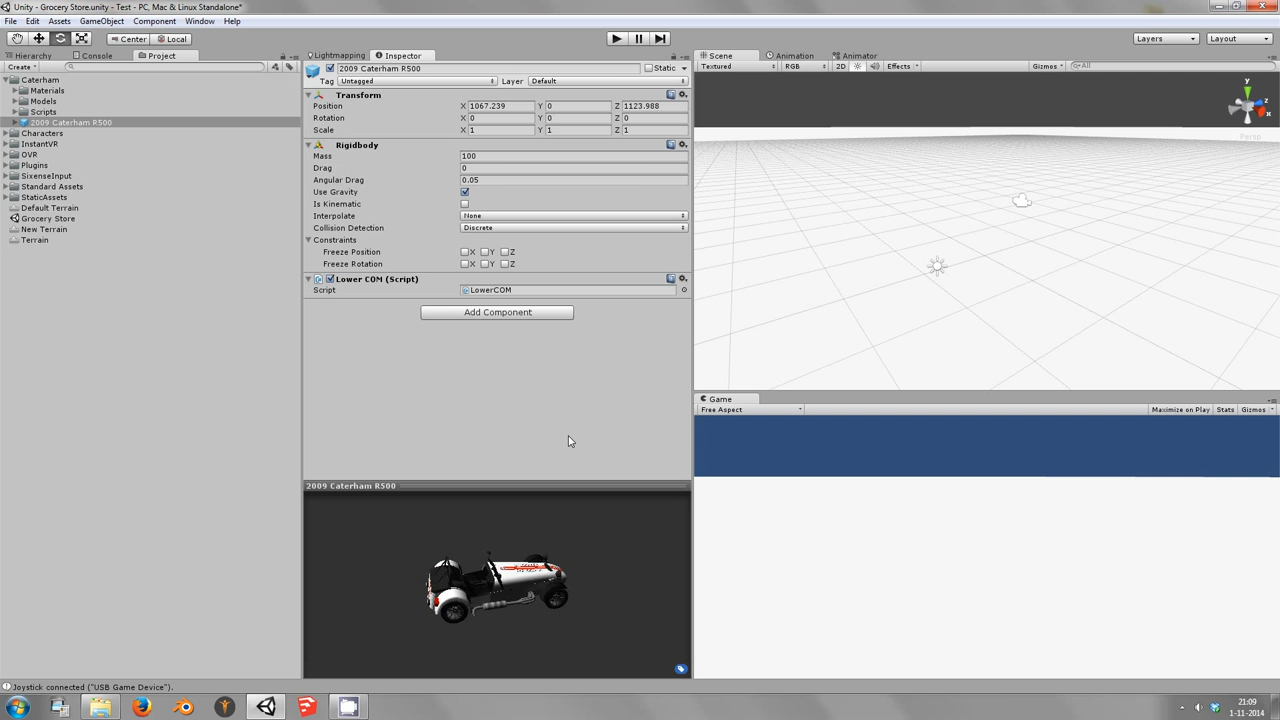 Unity - Grocery Store.unity - Test - PC, Mac & Linux Standalone*
File Edit Assets GameObject Component Window Help
Center Local Layers Layout
Hierarchy Console Project
Create
Caterham
Materials
Models
Scripts
2009 Caterham R500
Characters
InstantVR
OVR
Plugins
SixenseInput
Standard Assets
StaticAssets
Default Terrain
Grocery Store
New Terrain
Terrain
Lightmapping Inspector
2009 Caterham R500 Static
Tag Untagged Layer Default
Transform
Position X 1067.239 Y 0 Z 1123.988
Rotation X 0 Y 0 Z 0
Scale X 1 Y 1 Z 1
Rigidbody
Mass 100
Drag 0
Angular Drag 0.05
Use Gravity
Is Kinematic
Interpolate None
Collision Detection Discrete
Constraints
Freeze Position X Y Z
Freeze Rotation X Y Z
Lower COM (Script)
Script LowerCOM
Add Component
2009 Caterham R500
Scene Animation Animator
Textured RGB 2D Effects Gizmos All
y
x
z
Persp
Game
Free Aspect Maximize on Play Stats Gizmos
Joystick connected ("USB Game Device").
21:09
1-11-2014